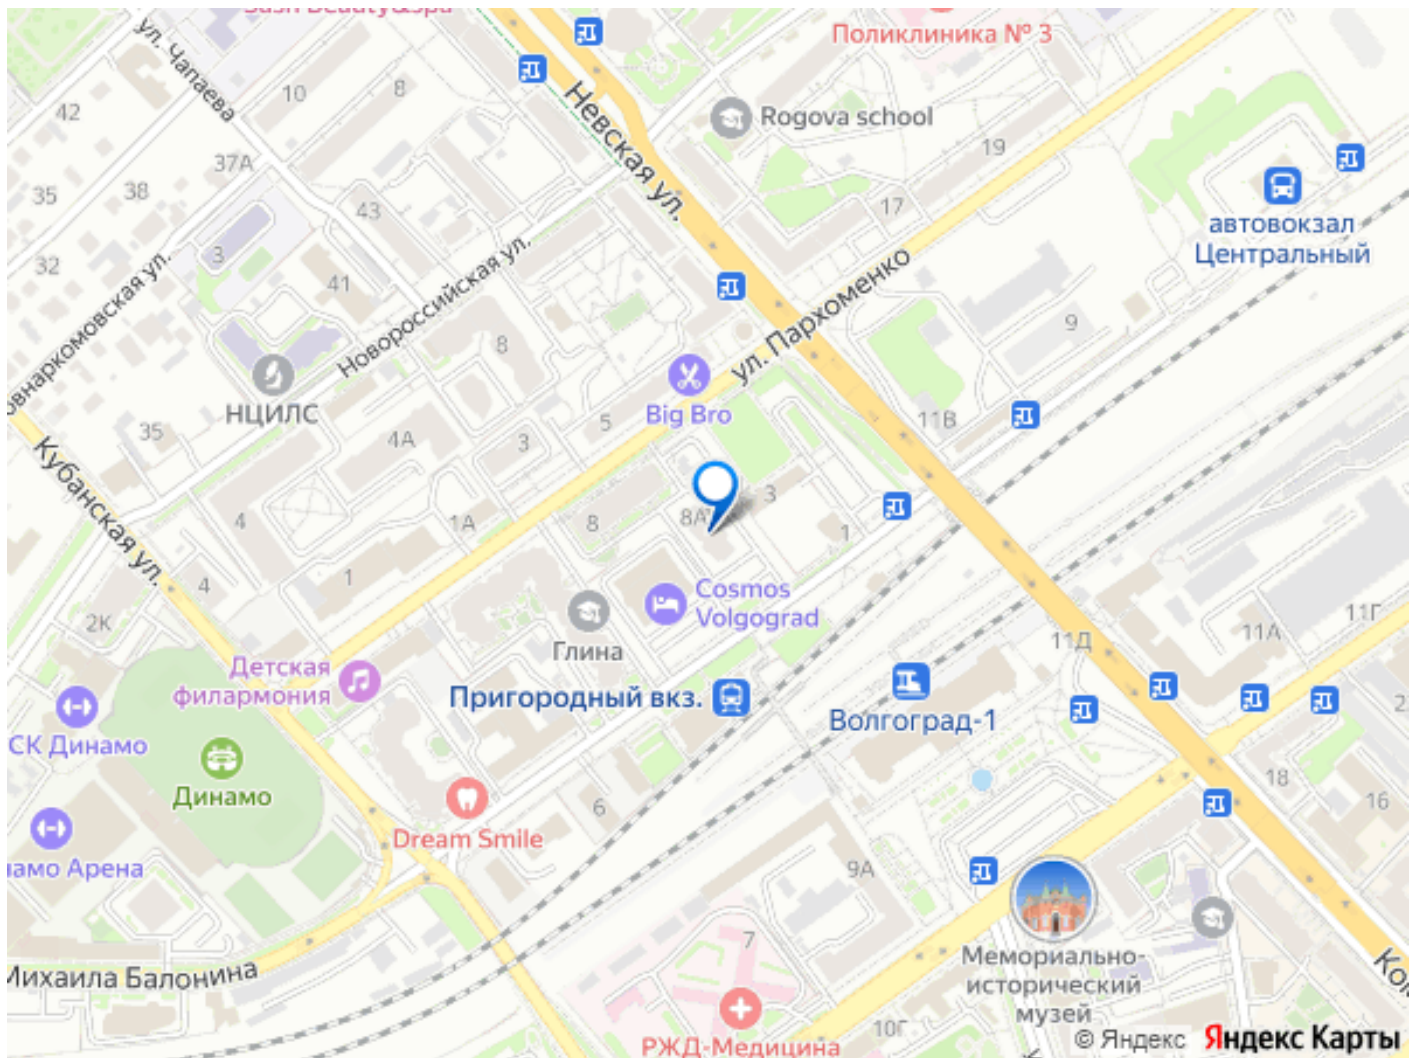 Sash Beauty&Spa
Поликлиника № 3
ул. Чапаева
10
8
42
Невская ул.
Rogova school
19
37А
38
35
43
17
автовокзал
Центральный
3
32
41
Новороссийская ул.
ул. Пархоменко
9
8
НЦИЛС
Big Bro
5
11В
35
4А
3
Кубанская ул.
4
1А
8
8А
3
1
1
4
2К
Cosmos
Volgograd
Глина
11Г
11А
11Д
Детская
филармония
Пригородный вкз.
Волгоград-1
СК Динамо
Динамо
18
16
6
Dream Smile
9А
Михаила Балонина
7
Мемориально-
исторический
музей
10Г
РЖД-Медицина
© Яндекс Яндекс Карты